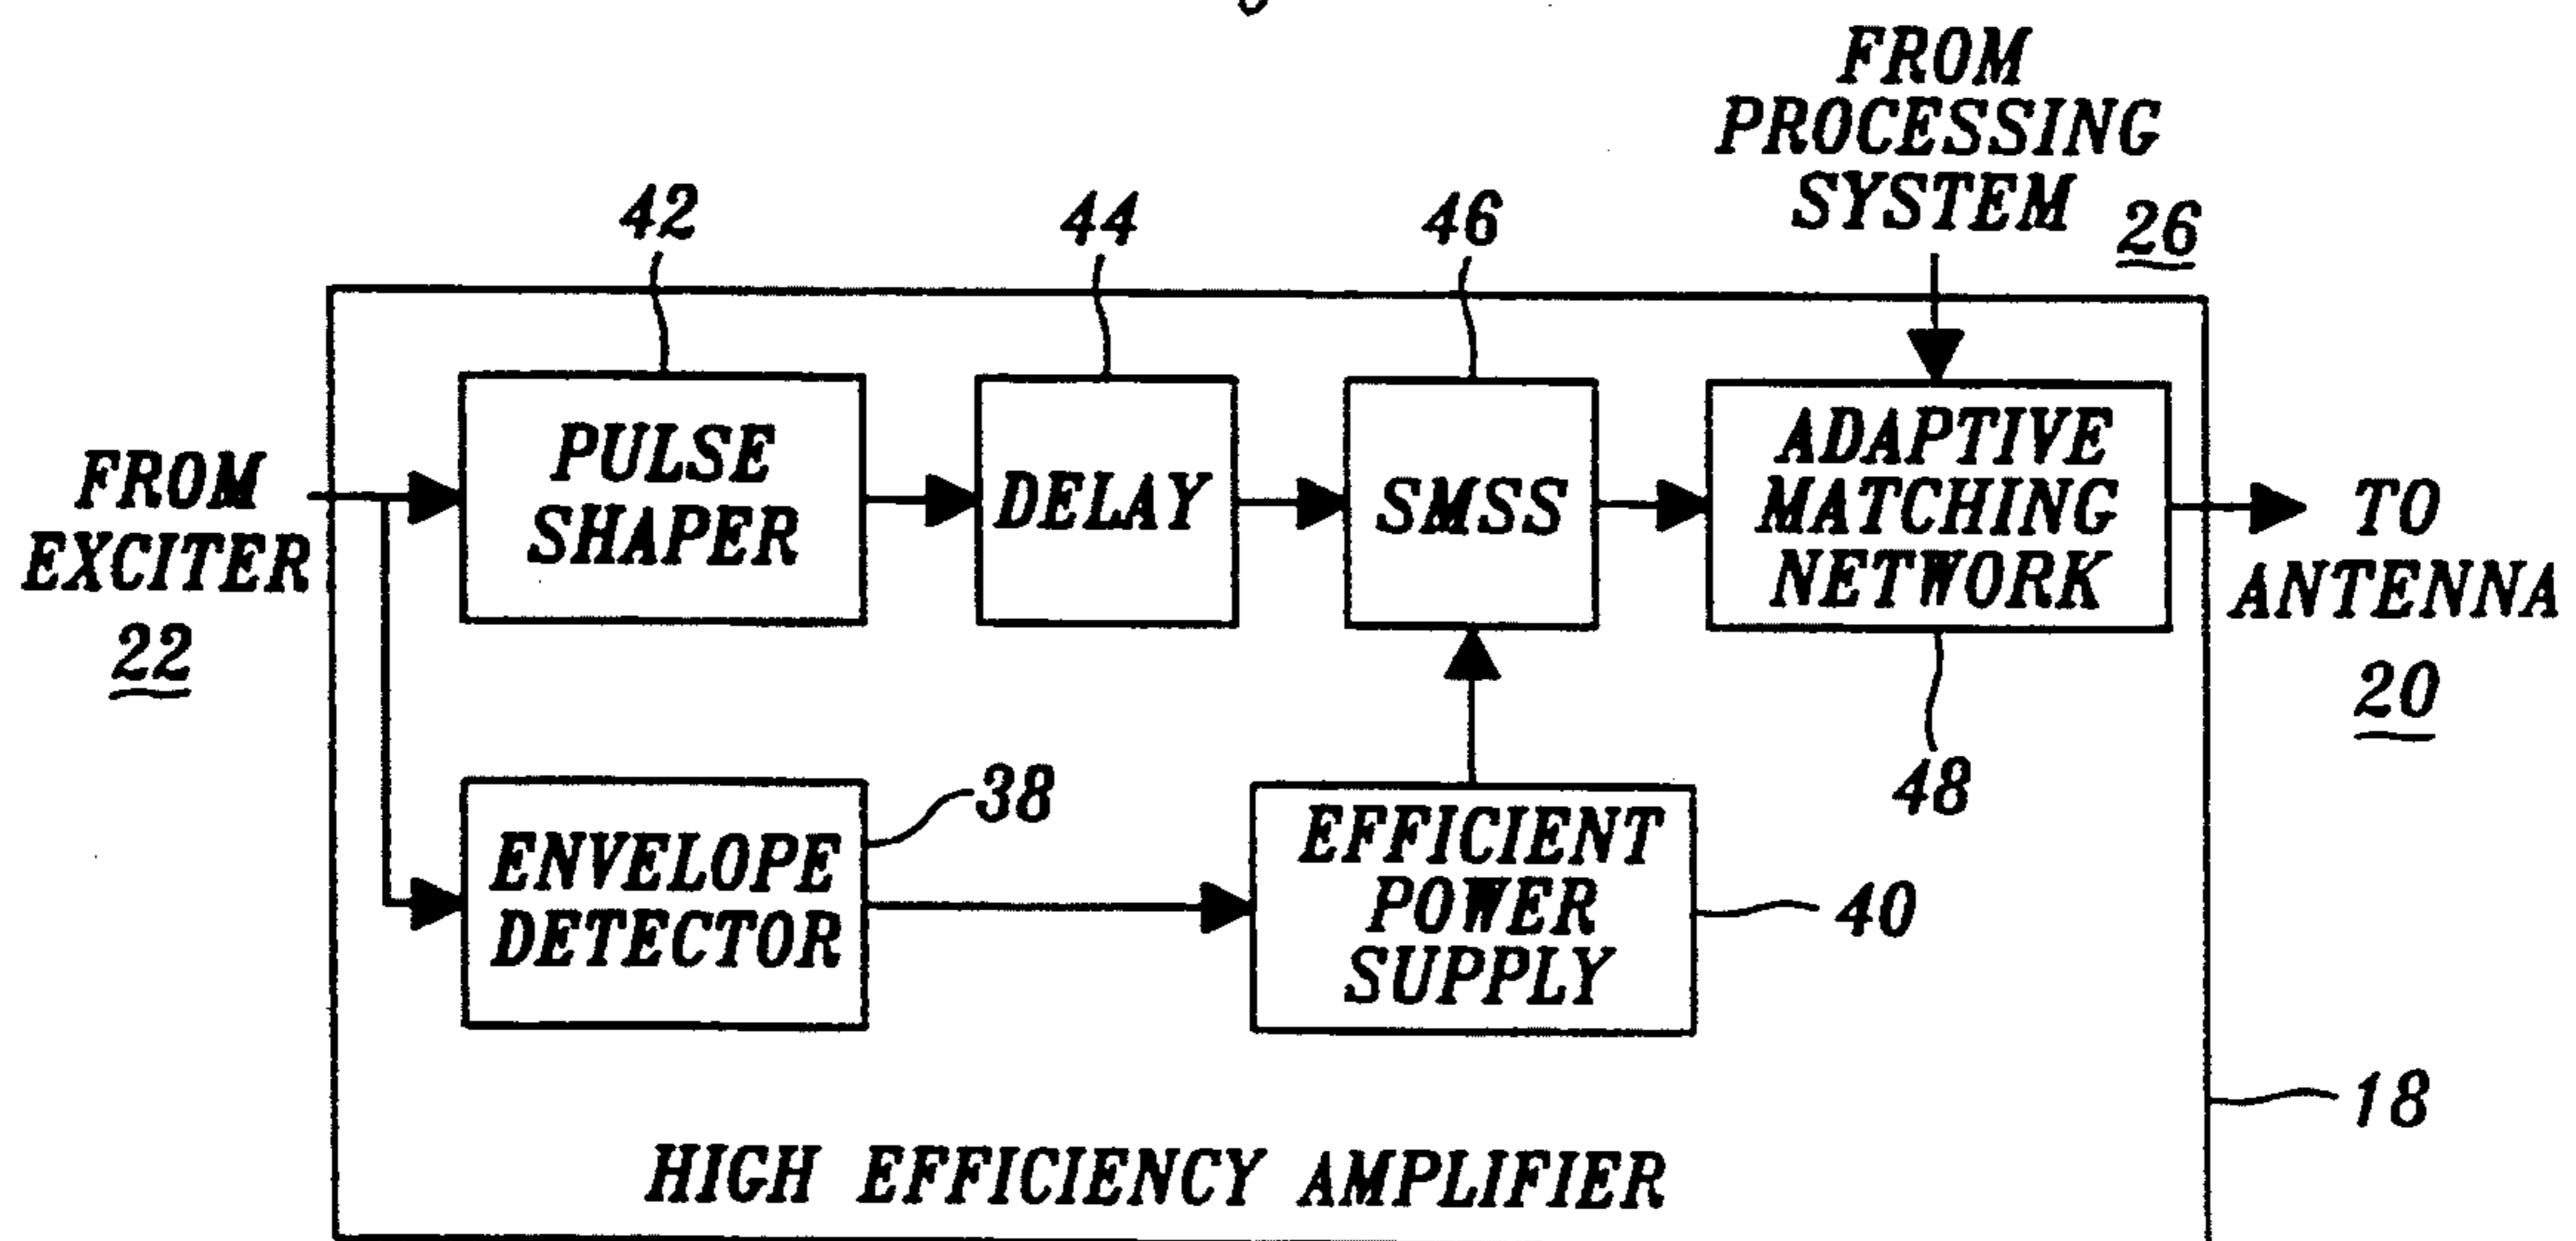 FROM
PROCESSING
SYSTEM
26
42
44
46
FROM
EXCITER
22
PULSE
SHAPER
DELAY
SMSS
ADAPTIVE
MATCHING
NETWORK
TO
ANTENNA
20
48
ENVELOPE
DETECTOR
38
EFFICIENT
POWER
SUPPLY
40
18
HIGH EFFICIENCY AMPLIFIER